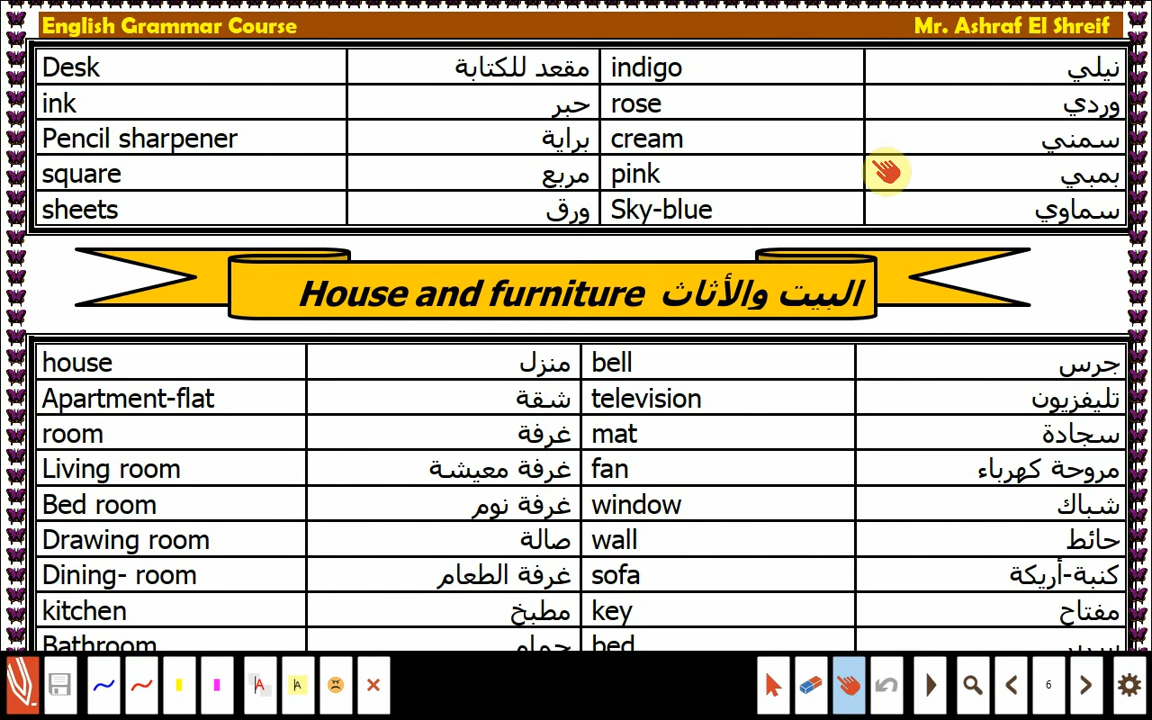 English Grammar Course Mr. Ashraf El Shreif
Desk مقعد للكتابة indigo نيلي
ink حبر rose وردي
Pencil sharpener براية cream سمني
square مربع pink بمبي
sheets ورق Sky-blue سماوي
House and furniture البيت والأثاث
house منزل bell جرس
Apartment-flat شقة television تليفزيون
room غرفة mat سجادة
Living room غرفة معيشة fan مروحة كهرباء
Bed room غرفة نوم window شباك
Drawing room صالة wall حائط
Dining- room غرفة الطعام sofa كنبة-أريكة
kitchen مطبخ key مفتاح
Bathroom حمام bed سرير
A A 6